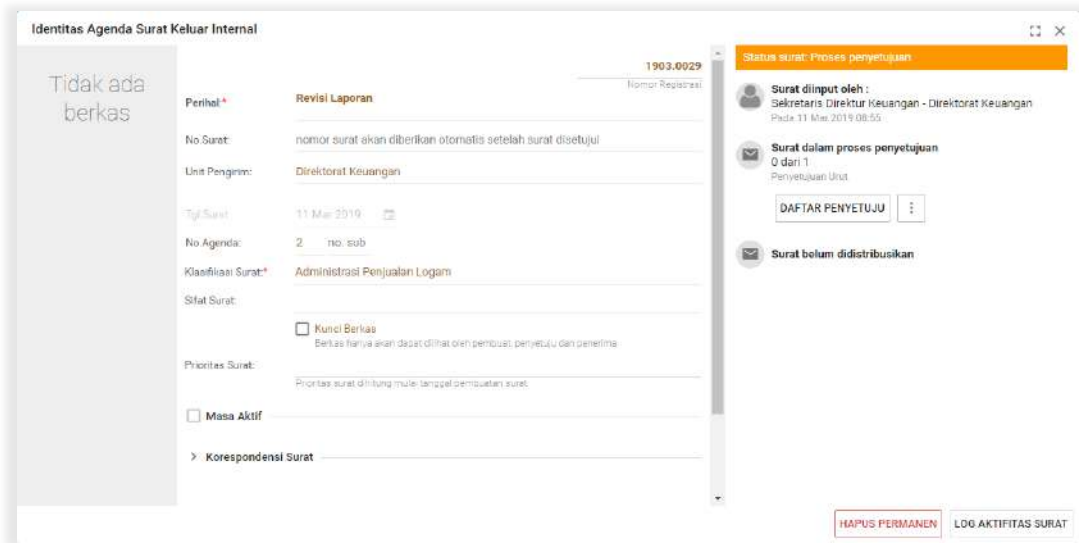 Identitas Agenda Surat Keluar Internal
Tidak ada
berkas
1903.0029
Nomor Registrasi
Perihal:* Revisi Laporan
No Surat: nomor surat akan diberikan otomatis setelah surat disetujui
Unit Pengirim: Direktorat Keuangan
Tgl Surat 11 Mar 2019
No Agenda: 2 no. sub
Klasifikasi Surat:* Administrasi Penjualan Logam
Sifat Surat:
Kunci Berkas
Berkas hanya akan dapat dilihat oleh pembuat, penyetuju dan penerima
Prioritas Surat:
Prioritas surat dihitung mulai tanggal pembuatan surat
Masa Aktif
Korespondensi Surat
Status surat: Proses penyetujuan
Surat diinput oleh :
Sekretaris Direktur Keuangan - Direktorat Keuangan
Pada 11 Mar 2019 08:55
Surat dalam proses penyetujuan
0 dari 1
Penyetujuan Urut
DAFTAR PENYETUJU
Surat belum didistribusikan
HAPUS PERMANEN LOG AKTIFITAS SURAT